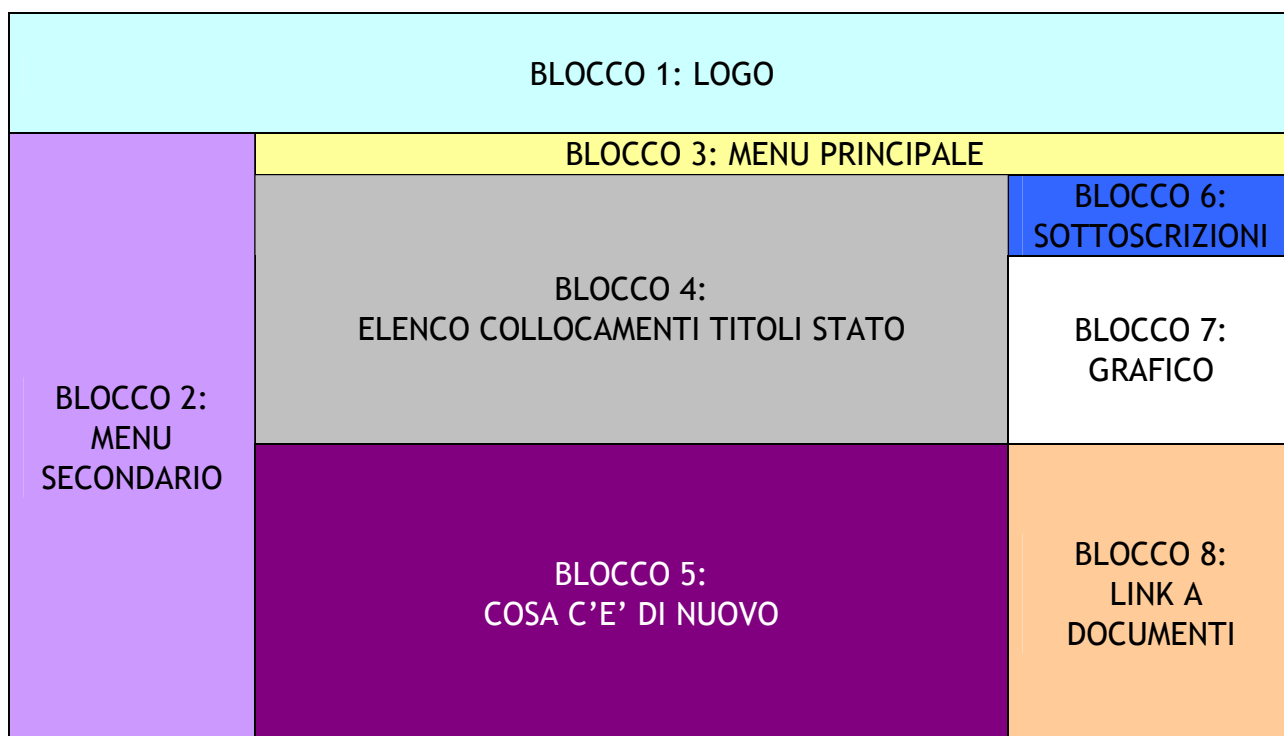 BLOCCO 1: LOGO
BLOCCO 2:
MENU
SECONDARIO
BLOCCO 3: MENU PRINCIPALE
BLOCCO 4:
ELENCO COLLOCAMENTI TITOLI STATO
BLOCCO 5:
COSA C’E’ DI NUOVO
BLOCCO 6:
SOTTOSCRIZIONI
BLOCCO 7:
GRAFICO
BLOCCO 8:
LINK A
DOCUMENTI